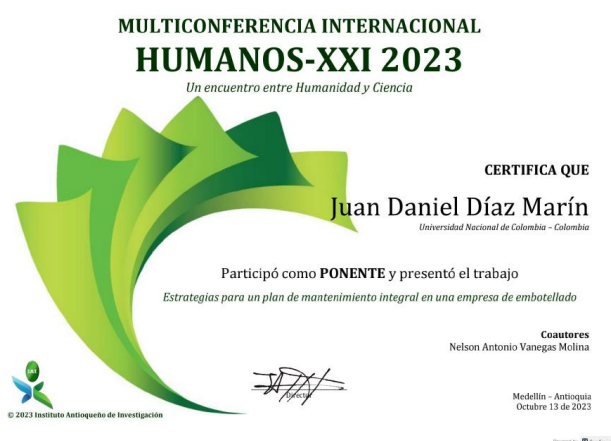 MULTICONFERENCIA INTERNACIONAL
HUMANOS-XXI 2023
Un encuentro entre Humanidad y Ciencia
CERTIFICA QUE
Juan Daniel Díaz Marín
Universidad Nacional de Colombia – Colombia
Participó como PONENTE y presentó el trabajo
Estrategias para un plan de mantenimiento integral en una empresa de embotellado
Coautores
Nelson Antonio Vanegas Molina
IAI
Director
Medellín – Antioquia
Octubre 13 de 2023
© 2023 Instituto Antioqueño de Investigación